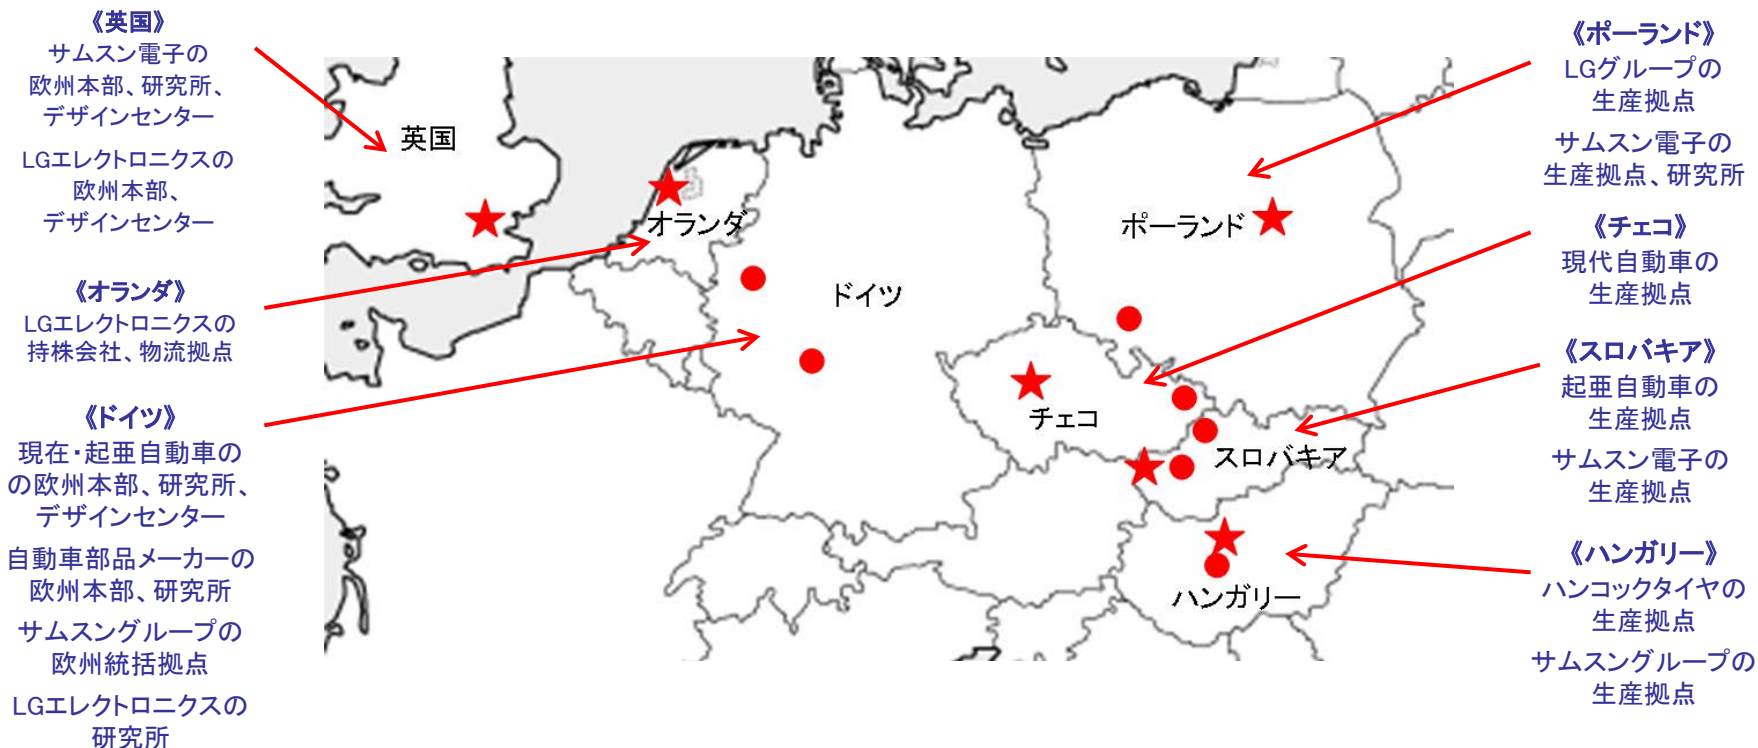 《英国》
サムスン電子の
欧州本部、研究所、
デザインセンター
LGエレクトロニクスの
欧州本部、
デザインセンター
《オランダ》
LGエレクトロニクスの
持株会社、物流拠点
《ドイツ》
現在・起亜自動車の
の欧州本部、研究所、
デザインセンター
自動車部品メーカーの
欧州本部、研究所
サムスングループの
欧州統括拠点
LGエレクトロニクスの
研究所
英国
オランダ
ドイツ
ポーランド
チェコ
スロバキア
ハンガリー
《ポーランド》
LGグループの
生産拠点
サムスン電子の
生産拠点、研究所
《チェコ》
現代自動車の
生産拠点
《スロバキア》
起亜自動車の
生産拠点
サムスン電子の
生産拠点
《ハンガリー》
ハンコックタイヤの
生産拠点
サムスングループの
生産拠点